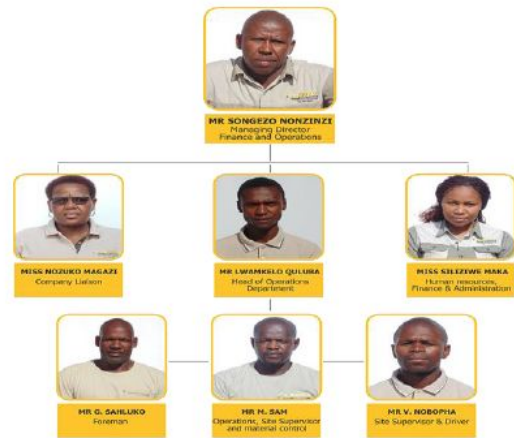 MR SONGEZO NONZINZI
Managing Director
Finance and Operations
MISS NOZUKO MAGAZI
Company Liaison
MR LWAMKELO QULUBA
Head of Operations
Department
MISS SILIZIWE MAKA
Human resources,
Finance & Administration
MR G. SAHLUKO
Foreman
MR M. SAM
Operations, Site Supervisor
and material control
MR V. NOBOPHA
Site Supervisor & Driver